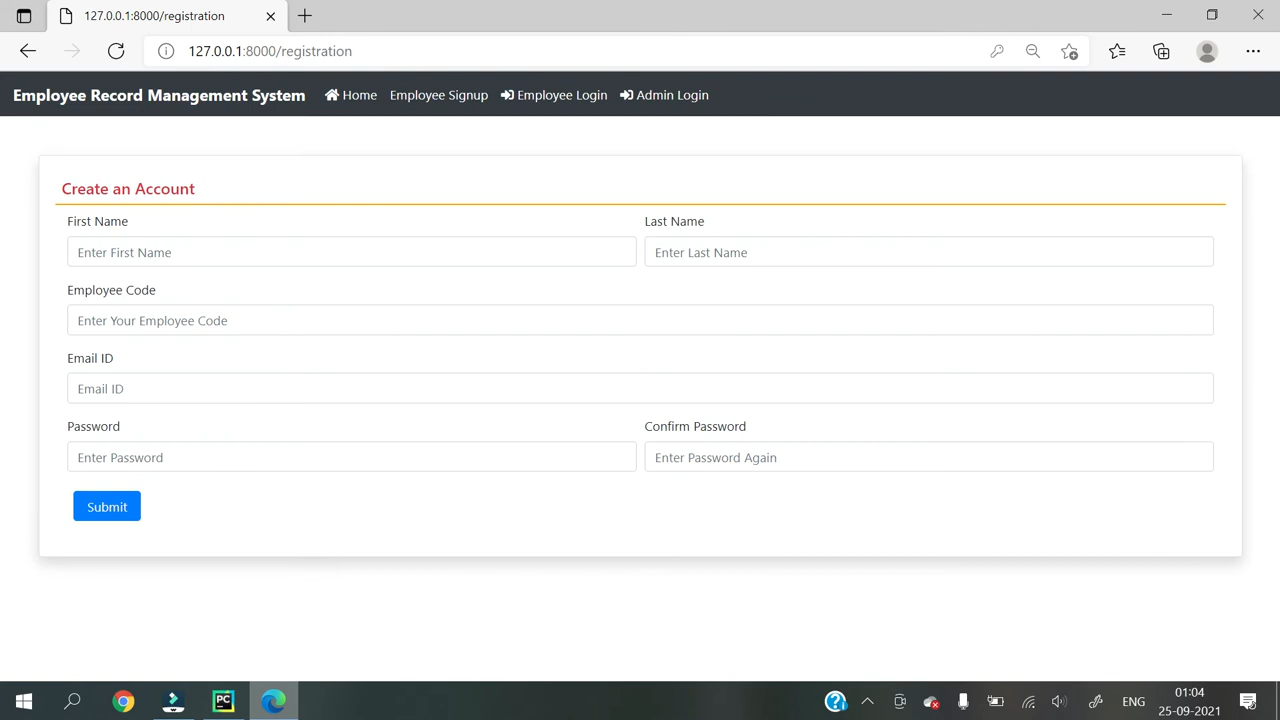 127.0.0.1:8000/registration
127.0.0.1:8000/registration
Employee Record Management System Home Employee Signup Employee Login Admin Login
Create an Account
First Name Last Name
Enter First Name Enter Last Name
Employee Code
Enter Your Employee Code
Email ID
Email ID
Password Confirm Password
Enter Password Enter Password Again
Submit
PC
ENG
01:04
25-09-2021